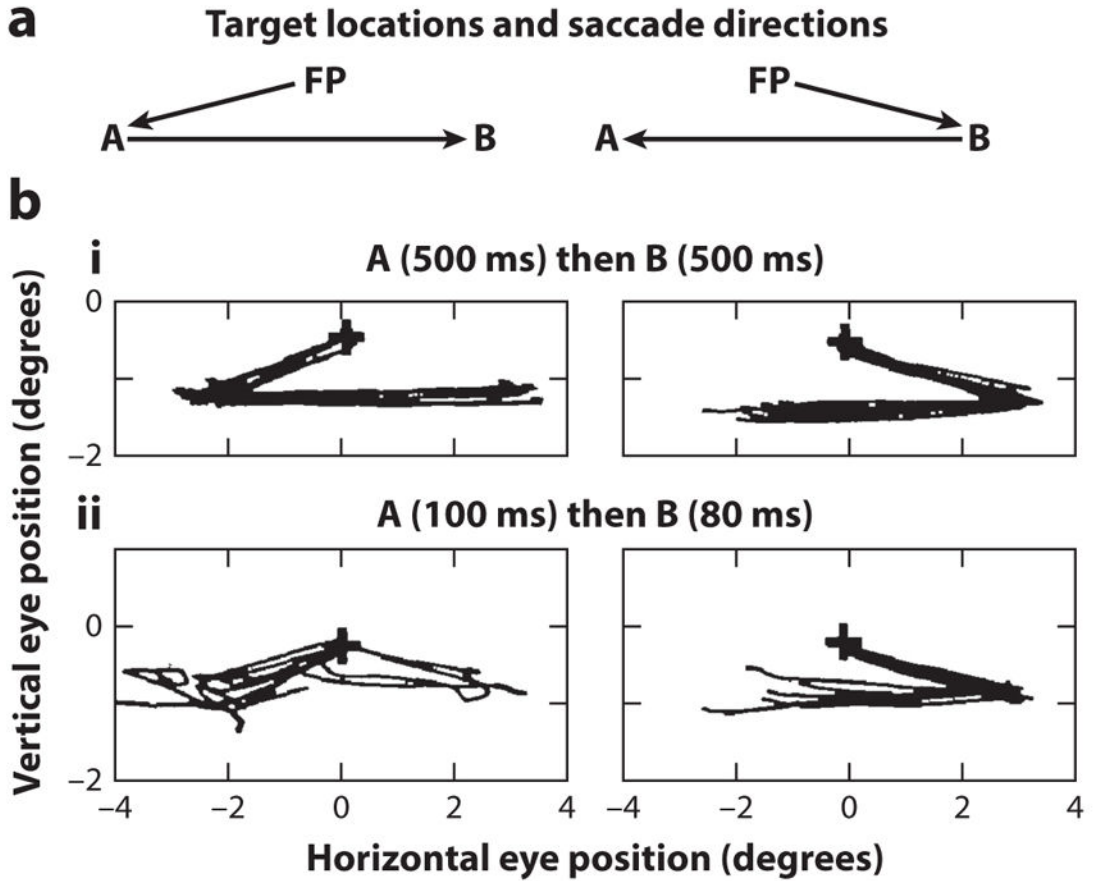 a
Target locations and saccade directions
FP
A
B
FP
A
B
b
i
A (500 ms) then B (500 ms)
0
−2
ii
A (100 ms) then B (80 ms)
0
−2
−4 −2 0 2 4
−4 −2 0 2 4
Vertical eye position (degrees)
Horizontal eye position (degrees)